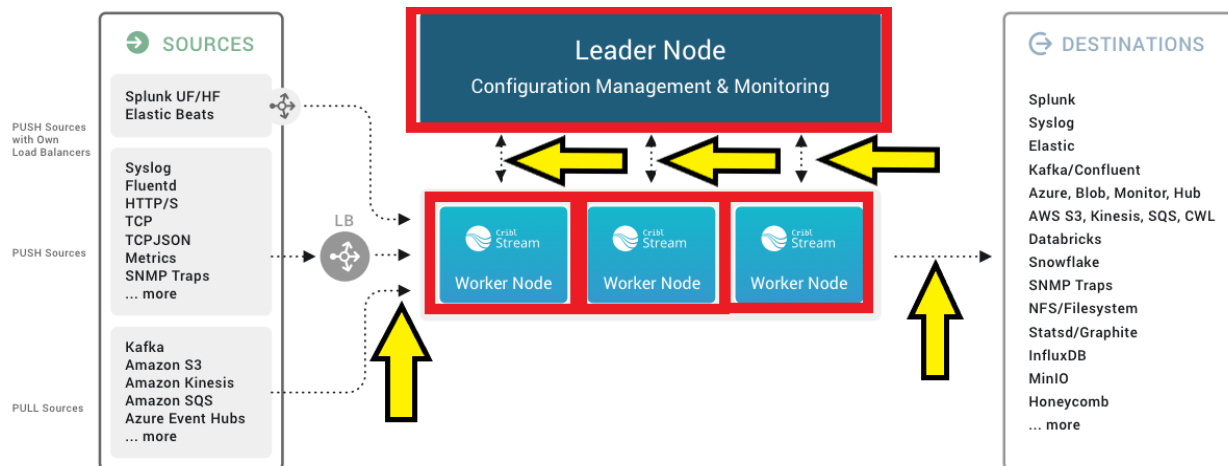 SOURCES
PUSH Sources
with Own
Load Balancers
Splunk UF/HF
Elastic Beats
PUSH Sources
Syslog
Fluentd
HTTP/S
TCP
TCPJSON
Metrics
SNMP Traps
... more
PULL Sources
Kafka
Amazon S3
Amazon Kinesis
Amazon SQS
Azure Event Hubs
... more
LB
Leader Node
Configuration Management & Monitoring
Cribl
Stream
Worker Node
Cribl
Stream
Worker Node
Cribl
Stream
Worker Node
DESTINATIONS
Splunk
Syslog
Elastic
Kafka/Confluent
Azure, Blob, Monitor, Hub
AWS S3, Kinesis, SQS, CWL
Databricks
Snowflake
SNMP Traps
NFS/Filesystem
Statsd/Graphite
InfluxDB
MinIO
Honeycomb
... more